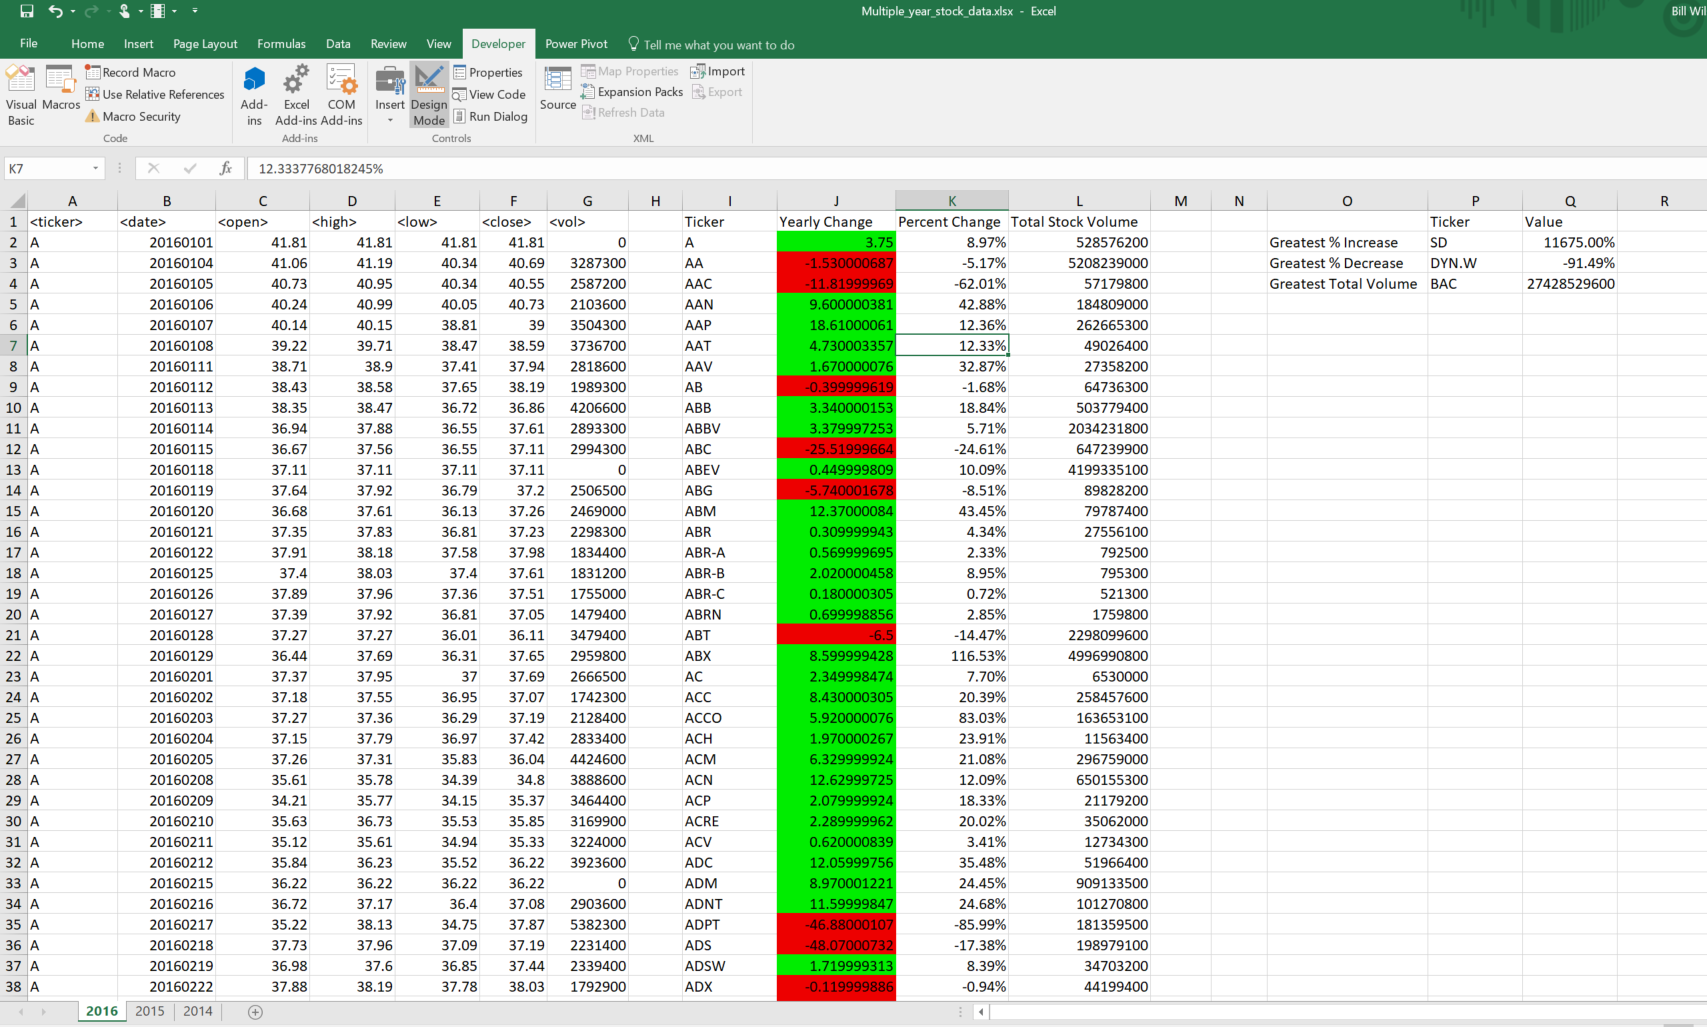 Multiple_year_stock_data.xlsx - Excel
Bill Wil
File Home Insert Page Layout Formulas Data Review View Developer Power Pivot Tell me what you want to do
Visual Basic
Macros
Record Macro
Use Relative References
Macro Security
Code
Add-ins
Excel Add-ins
COM Add-ins
Add-ins
Insert
Design Mode
Properties
View Code
Run Dialog
Controls
Source
Map Properties
Expansion Packs
Refresh Data
Import
Export
XML
K7 fx 12.3337768018245%
A B C D E F G H I J K L M N O P Q R
1 <ticker> <date> <open> <high> <low> <close> <vol> Ticker Yearly Change Percent Change Total Stock Volume Ticker Value
2 A 20160101 41.81 41.81 41.81 41.81 0 A 3.75 8.97% 528576200 Greatest % Increase SD 11675.00%
3 A 20160104 41.06 41.19 40.34 40.69 3287300 AA -1.530000687 -5.17% 5208239000 Greatest % Decrease DYN.W -91.49%
4 A 20160105 40.73 40.95 40.34 40.55 2587200 AAC -11.81999969 -62.01% 57179800 Greatest Total Volume BAC 27428529600
5 A 20160106 40.24 40.99 40.05 40.73 2103600 AAN 9.600000381 42.88% 184809000
6 A 20160107 40.14 40.15 38.81 39 3504300 AAP 18.61000061 12.36% 262665300
7 A 20160108 39.22 39.71 38.47 38.59 3736700 AAT 4.730003357 12.33% 49026400
8 A 20160111 38.71 38.9 37.41 37.94 2818600 AAV 1.670000076 32.87% 27358200
9 A 20160112 38.43 38.58 37.65 38.19 1989300 AB -0.399999619 -1.68% 64736300
10 A 20160113 38.35 38.47 36.72 36.86 4206600 ABB 3.340000153 18.84% 503779400
11 A 20160114 36.94 37.88 36.55 37.61 2893300 ABBV 3.379997253 5.71% 2034231800
12 A 20160115 36.67 37.56 36.55 37.11 2994300 ABC -25.51999664 -24.61% 647239900
13 A 20160118 37.11 37.11 37.11 37.11 0 ABEV 0.449999809 10.09% 4199335100
14 A 20160119 37.64 37.92 36.79 37.2 2506500 ABG -5.740001678 -8.51% 89828200
15 A 20160120 36.68 37.61 36.13 37.26 2469000 ABM 12.37000084 43.45% 79787400
16 A 20160121 37.35 37.83 36.81 37.23 2298300 ABR 0.309999943 4.34% 27556100
17 A 20160122 37.91 38.18 37.58 37.98 1834400 ABR-A 0.569999695 2.33% 792500
18 A 20160125 37.4 38.03 37.4 37.61 1831200 ABR-B 2.020000458 8.95% 795300
19 A 20160126 37.89 37.96 37.36 37.51 1755000 ABR-C 0.180000305 0.72% 521300
20 A 20160127 37.39 37.92 36.81 37.05 1479400 ABRN 0.699998856 2.85% 1759800
21 A 20160128 37.27 37.27 36.01 36.11 3479400 ABT -6.5 -14.47% 2298099600
22 A 20160129 36.44 37.69 36.31 37.65 2959800 ABX 8.599999428 116.53% 4996990800
23 A 20160201 37.37 37.95 37 37.69 2666500 AC 2.349998474 7.70% 6530000
24 A 20160202 37.18 37.55 36.95 37.07 1742300 ACC 8.430000305 20.39% 258457600
25 A 20160203 37.27 37.36 36.29 37.19 2128400 ACCO 5.920000076 83.03% 163653100
26 A 20160204 37.15 37.79 36.97 37.42 2833400 ACH 1.970000267 23.91% 11563400
27 A 20160205 37.26 37.31 35.83 36.04 4424600 ACM 6.329999924 21.08% 296759000
28 A 20160208 35.61 35.78 34.39 34.8 3888600 ACN 12.62999725 12.09% 650155300
29 A 20160209 34.21 35.77 34.15 35.37 3464400 ACP 2.079999924 18.33% 21179200
30 A 20160210 35.63 36.73 35.53 35.85 3169900 ACRE 2.289999962 20.02% 35062000
31 A 20160211 35.12 35.61 34.94 35.33 3224000 ACV 0.620000839 3.41% 12734300
32 A 20160212 35.84 36.23 35.52 36.22 3923600 ADC 12.05999756 35.48% 51966400
33 A 20160215 36.22 36.22 36.22 36.22 0 ADM 8.970001221 24.45% 909133500
34 A 20160216 36.72 37.17 36.4 37.08 2903600 ADNT 11.59999847 24.68% 101270800
35 A 20160217 35.22 38.13 34.75 37.87 5382300 ADPT -46.88000107 -85.99% 181359500
36 A 20160218 37.73 37.96 37.09 37.19 2231400 ADS -48.07000732 -17.38% 198979100
37 A 20160219 36.98 37.6 36.85 37.44 2339400 ADSW 1.719999313 8.39% 34703200
38 A 20160222 37.88 38.19 37.78 38.03 1792900 ADX -0.119999886 -0.94% 44199400
2016 2015 2014